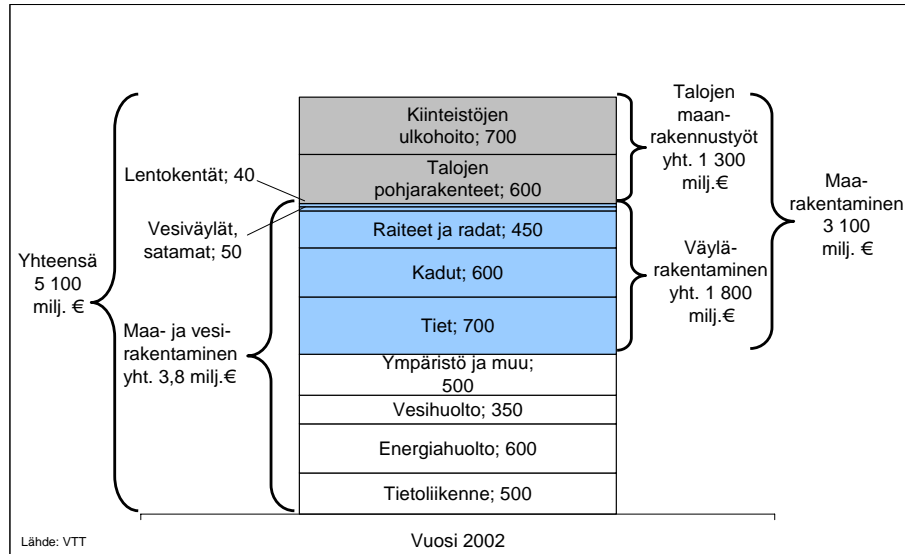 Kiinteistöjen
ulkohoito; 700
Talojen
pohjarakenteet; 600
Lentokentät; 40
Vesiväylät,
satamat; 50
Raiteet ja radat; 450
Kadut; 600
Tiet; 700
Ympäristö ja muu;
500
Vesihuolto; 350
Energiahuolto; 600
Tietoliikenne; 500
Yhteensä
5 100
milj. €
Maa- ja vesi-
rakentaminen
yht. 3,8 milj.€
Talojen
maan-
rakennustyöt
yht. 1 300
milj.€
Väylä-
rakentaminen
yht. 1 800
milj.€
Maa-
rakentaminen
3 100
milj.€
Lähde: VTT
Vuosi 2002